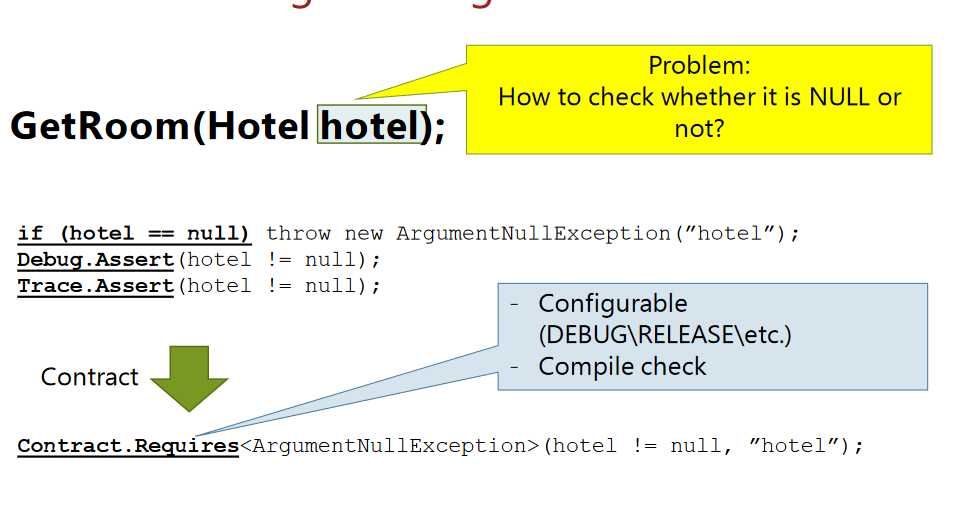 Problem:
How to check whether it is NULL or
not?
GetRoom(Hotel hotel);
if (hotel == null) throw new ArgumentNullException(”hotel”);
Debug.Assert(hotel != null);
Trace.Assert(hotel != null);
- Configurable
(DEBUG\RELEASE\etc.)
- Compile check
Contract
Contract.Requires<ArgumentNullException>(hotel != null, ”hotel”);